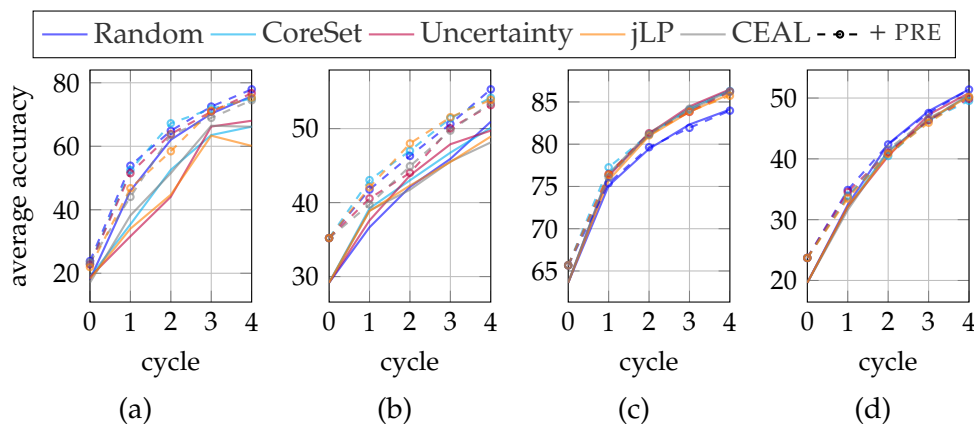 Random CoreSet Uncertainty jLP CEAL + PRE
average accuracy
80
60
40
20
0 1 2 3 4
cycle
(a)
50
40
30
0 1 2 3 4
cycle
(b)
85
80
75
70
65
0 1 2 3 4
cycle
(c)
50
40
30
20
0 1 2 3 4
cycle
(d)